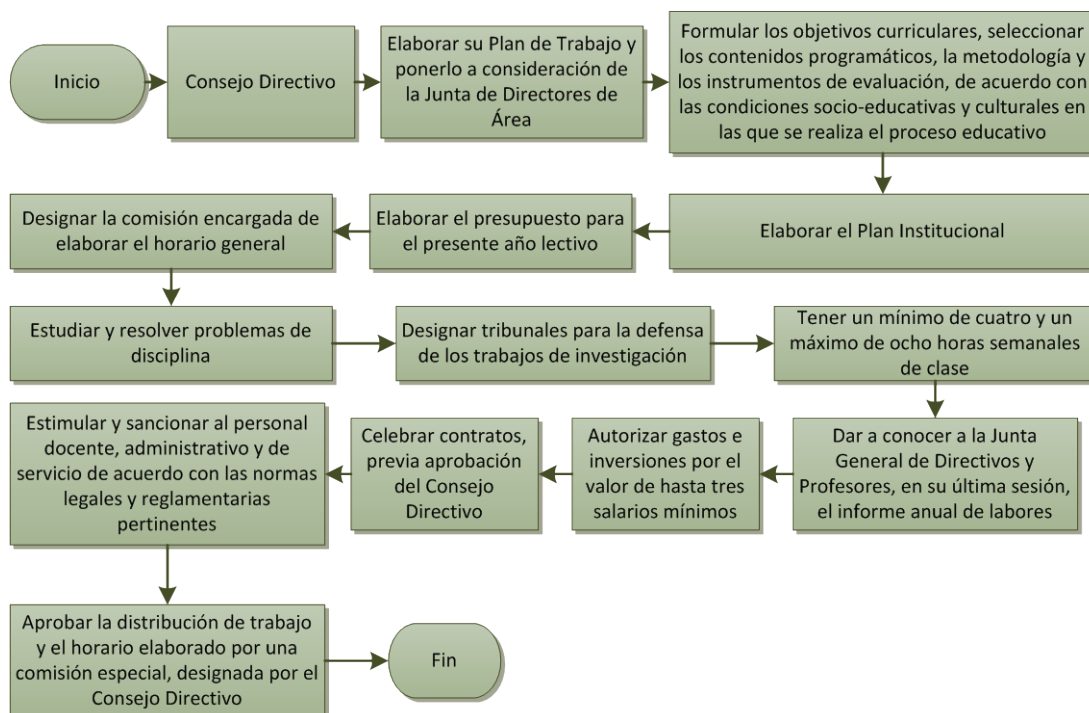 Inicio
Consejo Directivo
Elaborar su Plan de Trabajo y
ponerlo a consideración de
la Junta de Directores de
Área
Formular los objetivos curriculares, seleccionar
los contenidos programáticos, la metodología y
los instrumentos de evaluación, de acuerdo con
las condiciones socio-educativas y culturales en
las que se realiza el proceso educativo
Elaborar el Plan Institucional
Elaborar el presupuesto para
el presente año lectivo
Designar la comisión encargada de
elaborar el horario general
Estudiar y resolver problemas de
disciplina
Designar tribunales para la defensa
de los trabajos de investigación
Tener un mínimo de cuatro y un
máximo de ocho horas semanales
de clase
Dar a conocer a la Junta
General de Directivos y
Profesores, en su última sesión,
el informe anual de labores
Autorizar gastos e
inversiones por el
valor de hasta tres
salarios mínimos
Celebrar contratos,
previa aprobación
del Consejo
Directivo
Estimular y sancionar al personal
docente, administrativo y de
servicio de acuerdo con las normas
legales y reglamentarias
pertinentes
Aprobar la distribución de trabajo
y el horario elaborado por una
comisión especial, designada por el
Consejo Directivo
Fin